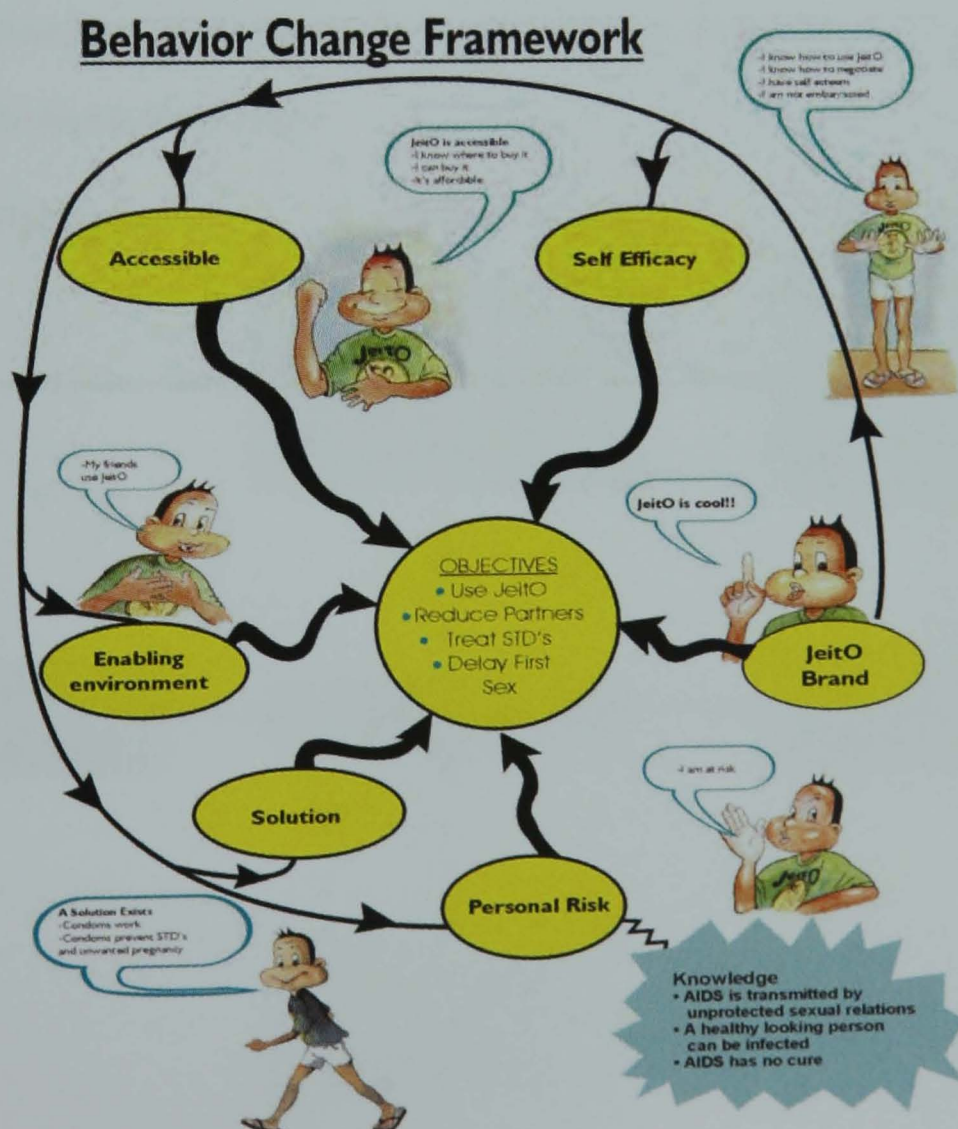 Behavior Change Framework
-I know how to use JeitO
-I know how to negotiate
-I have self esteem
-I am not embarrassed
JeitO is accessible
-I know where to buy it
-I can buy it
-It's affordable
Accessible
Self Efficacy
JeitO
-My friends
use JeitO
JeitO is cool!!
OBJECTIVES
• Use JeitO
• Reduce Partners
• Treat STD's
• Delay First
Sex
Enabling
environment
JeitO
Brand
-I am at risk
Solution
JeitO
Personal Risk
A Solution Exists
-Condoms work
-Condoms prevent STD's
and unwanted pregnancy
Knowledge
• AIDS is transmitted by
unprotected sexual relations
• A healthy looking person
can be infected
• AIDS has no cure